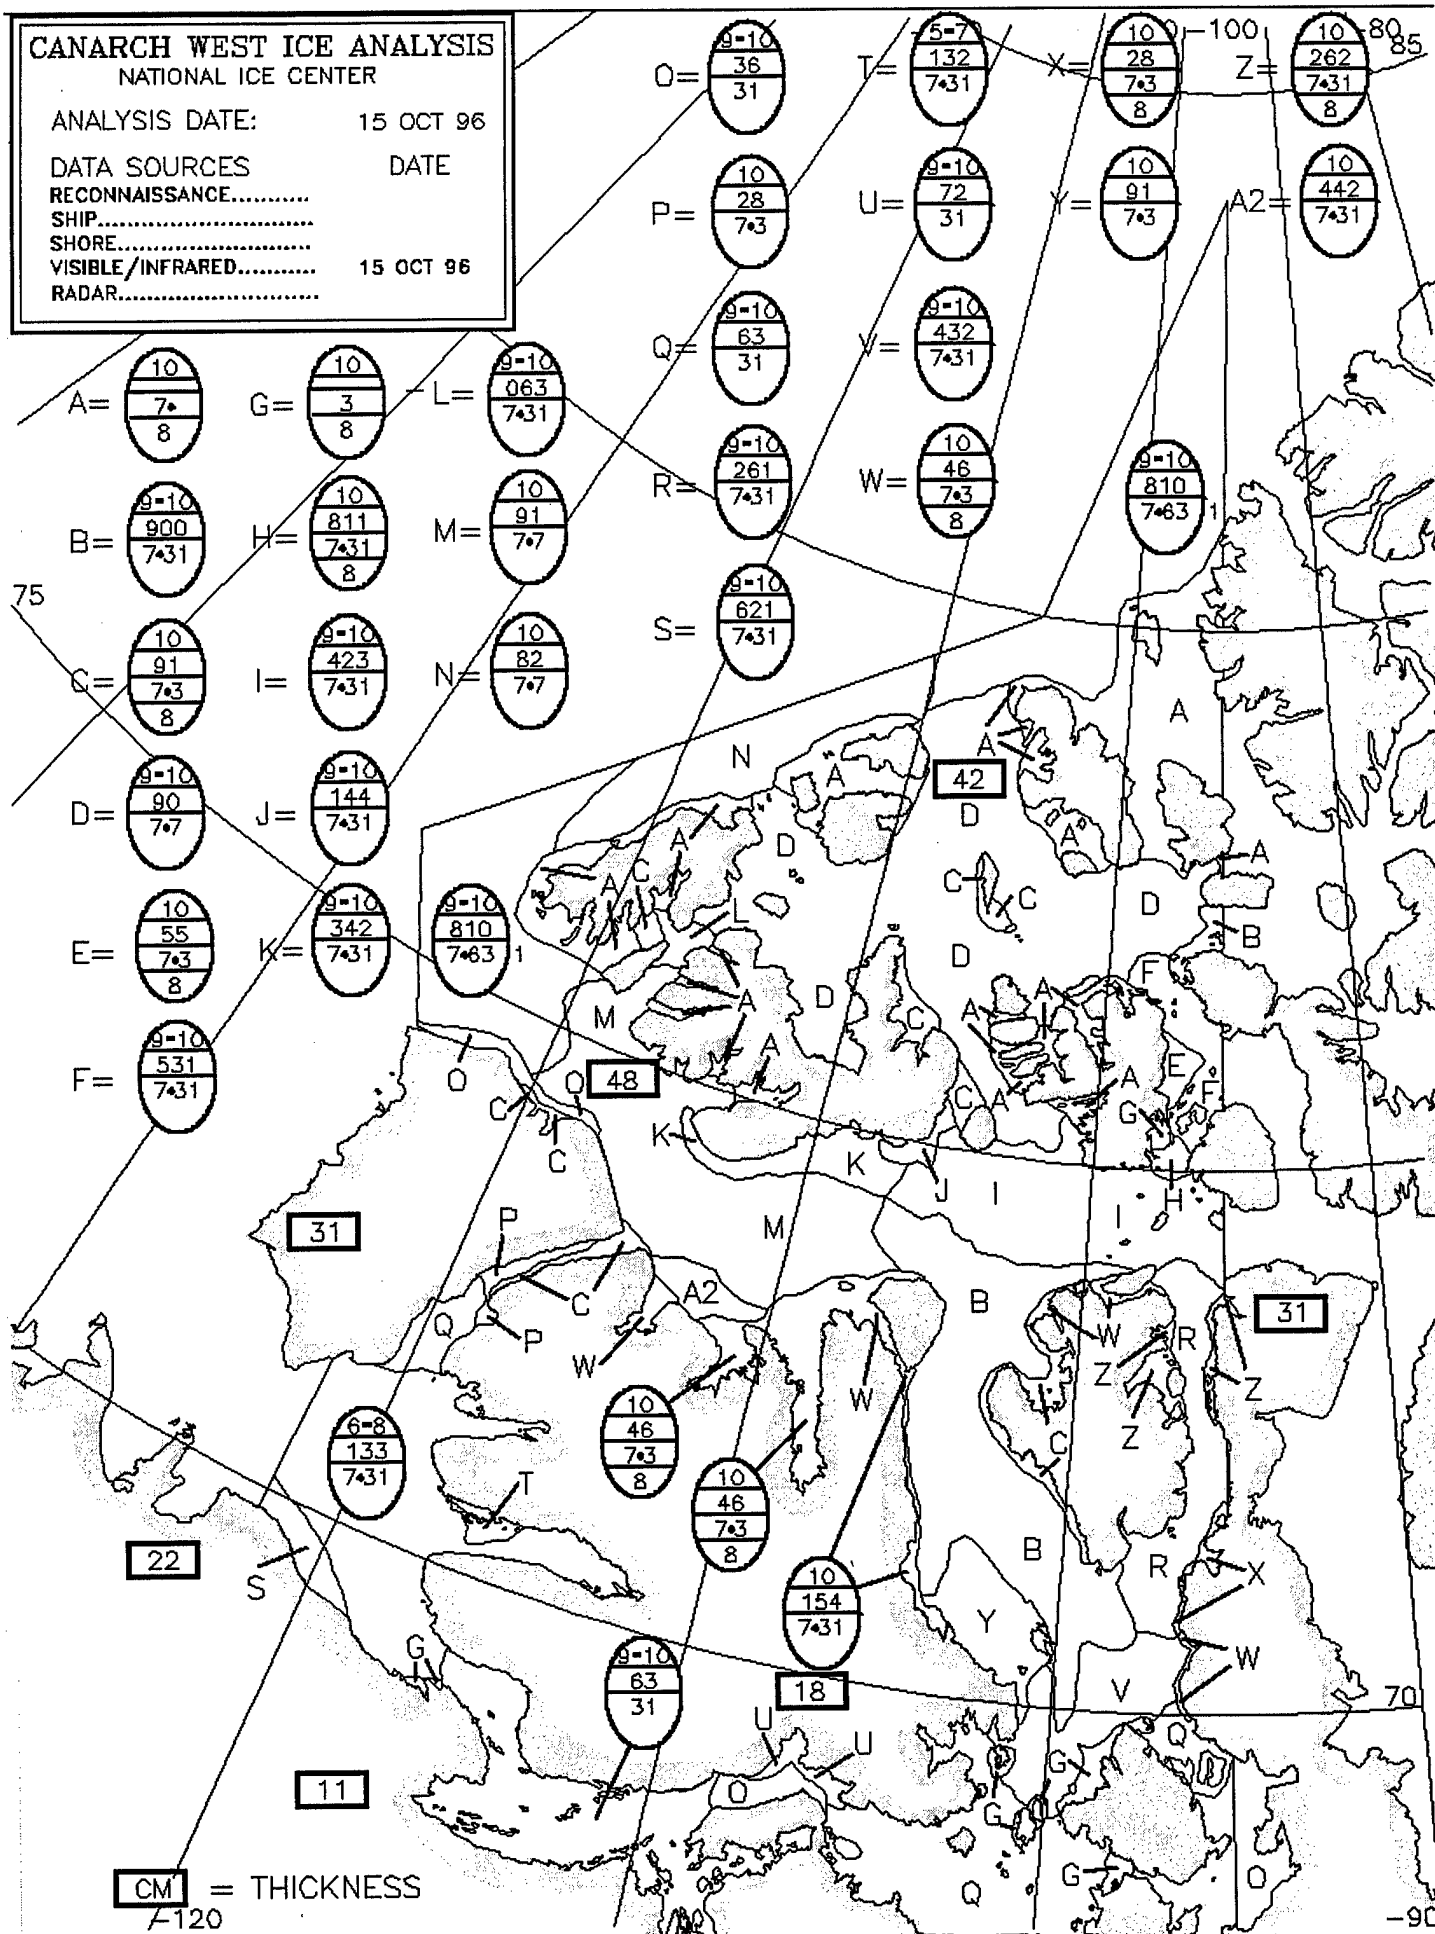 CANARCH WEST ICE ANALYSIS
NATIONAL ICE CENTER
ANALYSIS DATE: 15 OCT 96
DATA SOURCES DATE
RECONNAISSANCE..........
SHIP............................
SHORE.........................
VISIBLE/INFRARED........... 15 OCT 96
RADAR..........................
-100
-80
85
O=
9-10
36
31
T=
5-7
132
7•31
X=
10
28
7•3
8
Z=
10
262
7•31
8
P=
10
28
7•3
U=
9-10
72
31
Y=
10
91
7•3
A2=
10
442
7•31
Q=
9-10
63
31
V=
9-10
432
7•31
A=
10
7•
8
G=
10
3
8
L=
9-10
063
7•31
R=
9-10
261
7•31
W=
10
46
7•3
8
9-10
810
7•63 1
B=
9-10
900
7•31
H=
10
811
7•31
8
M=
10
91
7•7
75
S=
9-10
621
7•31
C=
10
91
7•3
8
I=
9-10
423
7•31
N=
10
82
7•7
D=
9-10
90
7•7
J=
9-10
144
7•31
E=
10
55
7•3
8
K=
9-10
342
7•31
9-10
810
7•63 1
F=
9-10
531
7•31
A
N
A
A
42
D
A
D
A
A
A
C
C
C
D
L
B
D
F
D
A
A
A
M
C
A
O
Q
48
C
C
A
A
E
F
G
C
K
K
J
I
H
I
31
P
M
A2
C
B
Q
P
W
W
R
31
Z
Z
W
10
46
7•3
8
Z
C
6-8
133
7•31
10
46
7•3
8
T
22
S
B
R
X
10
154
7•31
Y
G
W
9-10
63
31
18
V
70
U
U
Q
G
11
O
G
G
Q
O
CM = THICKNESS
-120
-90